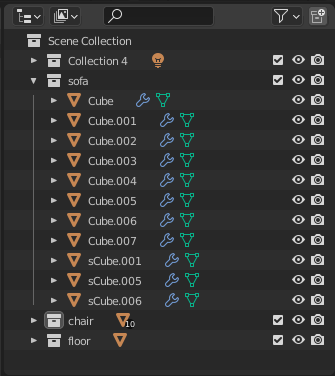 Scene Collection
Collection 4
sofa
Cube
Cube.001
Cube.002
Cube.003
Cube.004
Cube.005
Cube.006
Cube.007
sCube.001
sCube.005
sCube.006
chair 10
floor